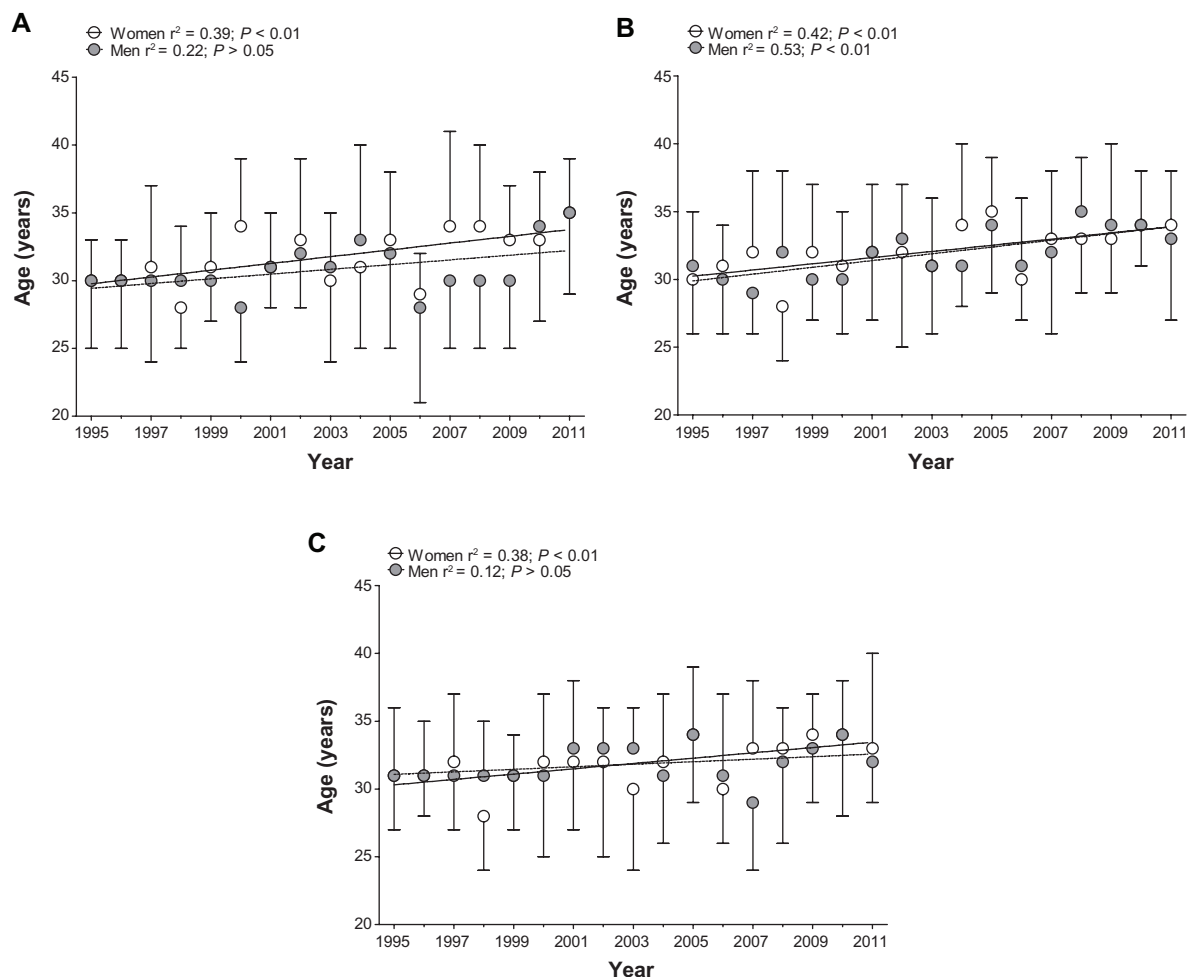 A
Women r² = 0.39; P < 0.01
Men r² = 0.22; P > 0.05
45
40
35
30
25
20
Age (years)
1995 1997 1999 2001 2003 2005 2007 2009 2011
Year
B
Women r² = 0.42; P < 0.01
Men r² = 0.53; P < 0.01
45
40
35
30
25
20
Age (years)
1995 1997 1999 2001 2003 2005 2007 2009 2011
Year
C
Women r² = 0.38; P < 0.01
Men r² = 0.12; P > 0.05
45
40
35
30
25
20
Age (years)
1995 1997 1999 2001 2003 2005 2007 2009 2011
Year